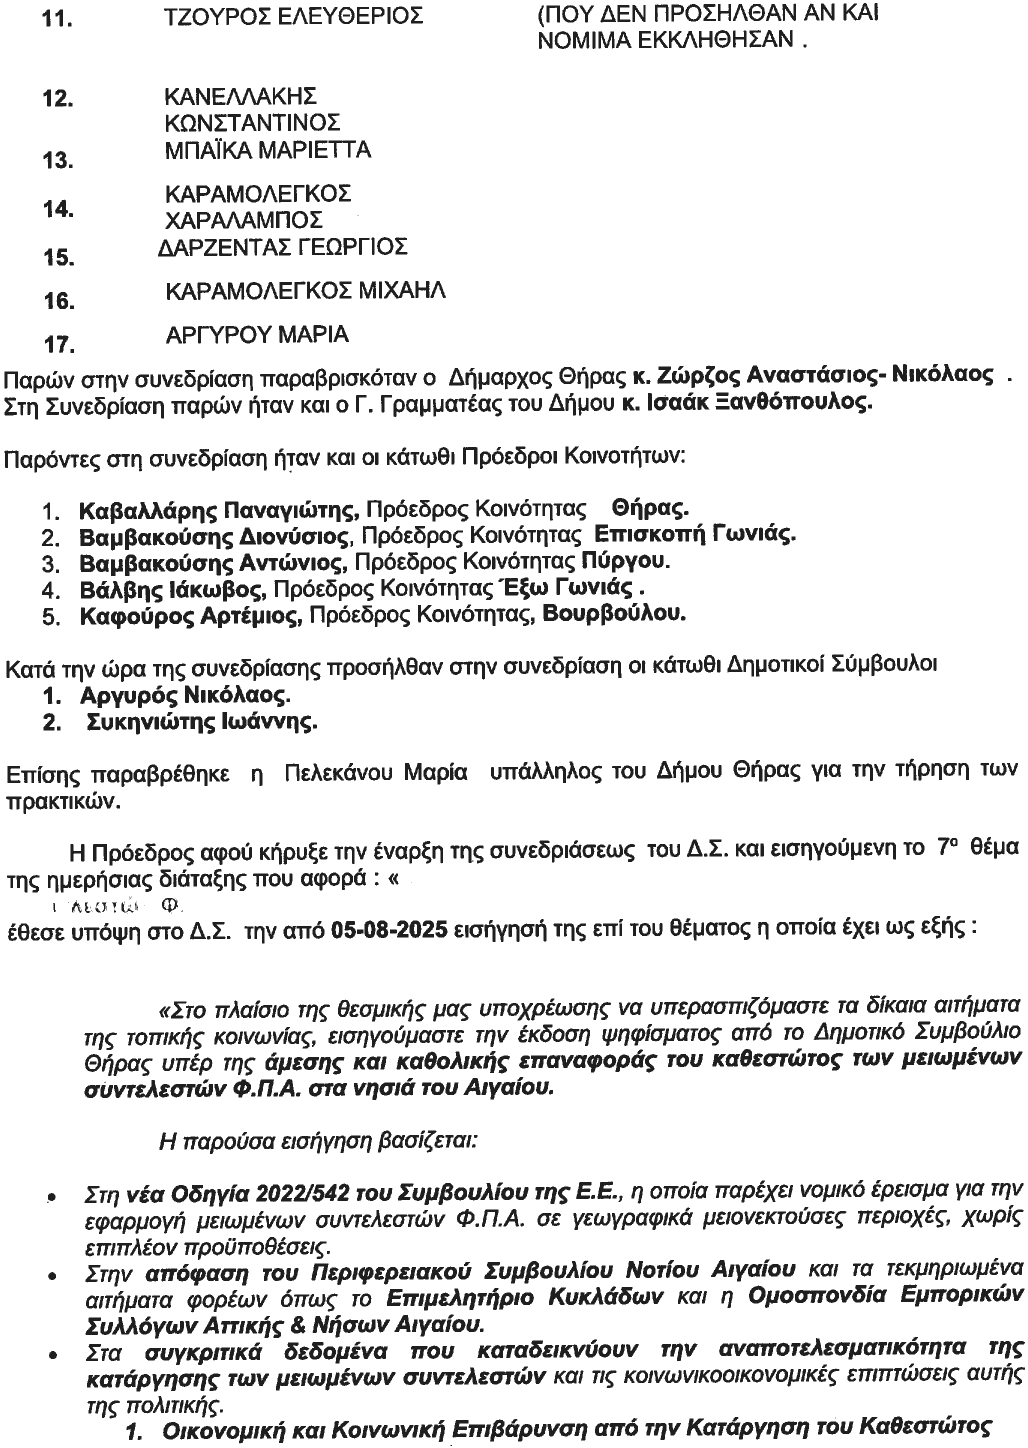 11. ΤΖΟΥΡΟΣ ΕΛΕΥΘΕΡΙΟΣ (ΠΟΥ ΔΕΝ ΠΡΟΣΗΛΘΑΝ ΑΝ ΚΑΙ
ΝΟΜΙΜΑ ΕΚΚΛΗΘΗΣΑΝ .
12. ΚΑΝΕΛΛΑΚΗΣ
ΚΩΝΣΤΑΝΤΙΝΟΣ
13. ΜΠΑΪΚΑ ΜΑΡΙΕΤΤΑ
14. ΚΑΡΑΜΟΛΕΓΚΟΣ
ΧΑΡΑΛΑΜΠΟΣ
15. ΔΑΡΖΕΝΤΑΣ ΓΕΩΡΓΙΟΣ
16. ΚΑΡΑΜΟΛΕΓΚΟΣ ΜΙΧΑΗΛ
17. ΑΡΓΥΡΟΥ ΜΑΡΙΑ
Παρών στην συνεδρίαση παραβρισκόταν ο Δήμαρχος Θήρας κ. Ζώρζος Αναστάσιος- Νικόλαος .
Στη Συνεδρίαση παρών ήταν και ο Γ. Γραμματέας του Δήμου κ. Ισαάκ Ξανθόπουλος.
Παρόντες στη συνεδρίαση ήταν και οι κάτωθι Πρόεδροι Κοινοτήτων:
1. Καβαλλάρης Παναγιώτης, Πρόεδρος Κοινότητας Θήρας.
2. Βαμβακούσης Διονύσιος, Πρόεδρος Κοινότητας Επισκοπή Γωνιάς.
3. Βαμβακούσης Αντώνιος, Πρόεδρος Κοινότητας Πύργου.
4. Βάλβης Ιάκωβος, Πρόεδρος Κοινότητας Έξω Γωνιάς .
5. Καφούρος Αρτέμιος, Πρόεδρος Κοινότητας, Βουρβούλου.
Κατά την ώρα της συνεδρίασης προσήλθαν στην συνεδρίαση οι κάτωθι Δημοτικοί Σύμβουλοι
1. Αργυρός Νικόλαος.
2. Συκηνιώτης Ιωάννης.
Επίσης παραβρέθηκε η Πελεκάνου Μαρία υπάλληλος του Δήμου Θήρας για την τήρηση των
πρακτικών.
Η Πρόεδρος αφού κήρυξε την έναρξη της συνεδριάσεως του Δ.Σ. και εισηγούμενη το 7º θέμα
της ημερήσιας διάταξης που αφορά : «
Φ.
έθεσε υπόψη στο Δ.Σ. την από 05-08-2025 εισήγησή της επί του θέματος η οποία έχει ως εξής :
«Στο πλαίσιο της θεσμικής μας υποχρέωσης να υπερασπιζόμαστε τα δίκαια αιτήματα
της τοπικής κοινωνίας, εισηγούμαστε την έκδοση ψηφίσματος από το Δημοτικό Συμβούλιο
Θήρας υπέρ της άμεσης και καθολικής επαναφοράς του καθεστώτος των μειωμένων
συντελεστών Φ.Π.Α. στα νησιά του Αιγαίου.
Η παρούσα εισήγηση βασίζεται:
• Στη νέα Οδηγία 2022/542 του Συμβουλίου της Ε.Ε., η οποία παρέχει νομικό έρεισμα για την
εφαρμογή μειωμένων συντελεστών Φ.Π.Α. σε γεωγραφικά μειονεκτούσες περιοχές, χωρίς
επιπλέον προϋποθέσεις.
• Στην απόφαση του Περιφερειακού Συμβουλίου Νοτίου Αιγαίου και τα τεκμηριωμένα
αιτήματα φορέων όπως το Επιμελητήριο Κυκλάδων και η Ομοσπονδία Εμπορικών
Συλλόγων Αττικής & Νήσων Αιγαίου.
• Στα συγκριτικά δεδομένα που καταδεικνύουν την αναποτελεσματικότητα της
κατάργησης των μειωμένων συντελεστών και τις κοινωνικοοικονομικές επιπτώσεις αυτής
της πολιτικής.
1. Οικονομική και Κοινωνική Επιβάρυνση από την Κατάργηση του Καθεστώτος